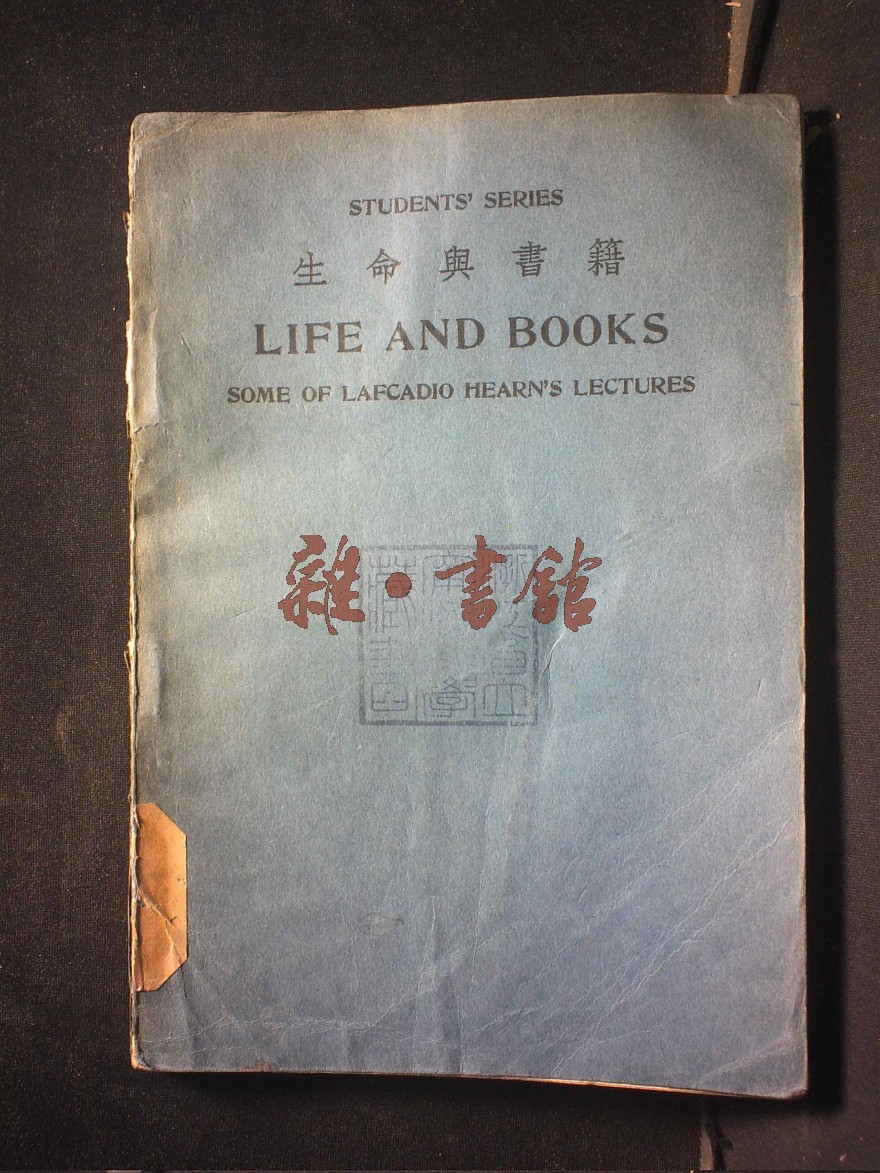 STUDENTS' SERIES
生命與書籍
LIFE AND BOOKS
SOME OF LAFCADIO HEARN'S LECTURES
雜·書館